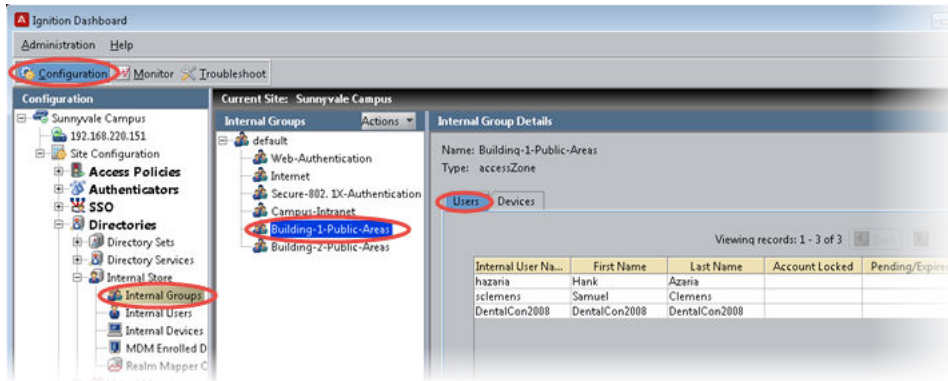 Ignition Dashboard
Administration Help
Configuration Monitor Troubleshoot
Configuration
Sunnyvale Campus
192.168.220.151
Site Configuration
Access Policies
Authenticators
SSO
Directories
Directory Sets
Directory Services
Internal Store
Internal Groups
Internal Users
Internal Devices
MDM Enrolled D
Realm Mapper C
Current Site: Sunnyvale Campus
Internal Groups Actions
default
Web-Authentication
Internet
Secure-802. 1X-Authentication
Campus-Intranet
Building-1-Public-Areas
Building-2-Public-Areas
Internal Group Details
Name: Building-1-Public-Areas
Type: accessZone
Users Devices
Viewing records: 1 - 3 of 3
Internal User Na... First Name Last Name Account Locked Pending/Expire
hazaria Hank Azaria
sclemens Samuel Clemens
DentalCon2008 DentalCon2008 DentalCon2008